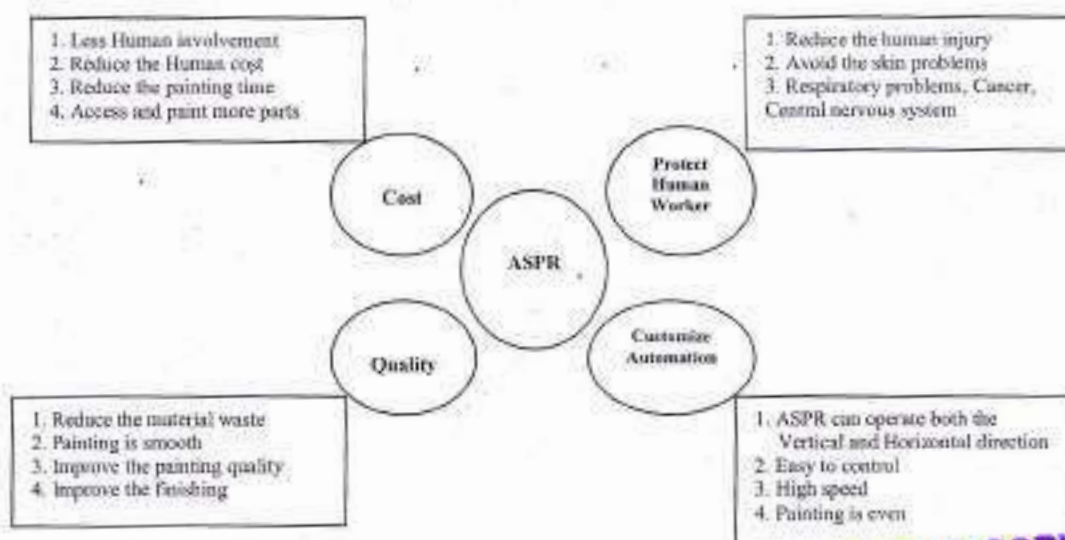 1. Less Human involvement
2. Reduce the Human cost
3. Reduce the painting time
4. Access and paint more parts
1. Reduce the human injury
2. Avoid the skin problems
3. Respiratory problems, Cancer,
Central nervous system
Cost
Protect
Human
Worker
ASPR
Quality
Customize
Automation
1. Reduce the material waste
2. Painting is smooth
3. Improve the painting quality
4. Improve the finishing
1. ASPR can operate both the
Vertical and Horizontal direction
2. Easy to control
3. High speed
4. Painting is even